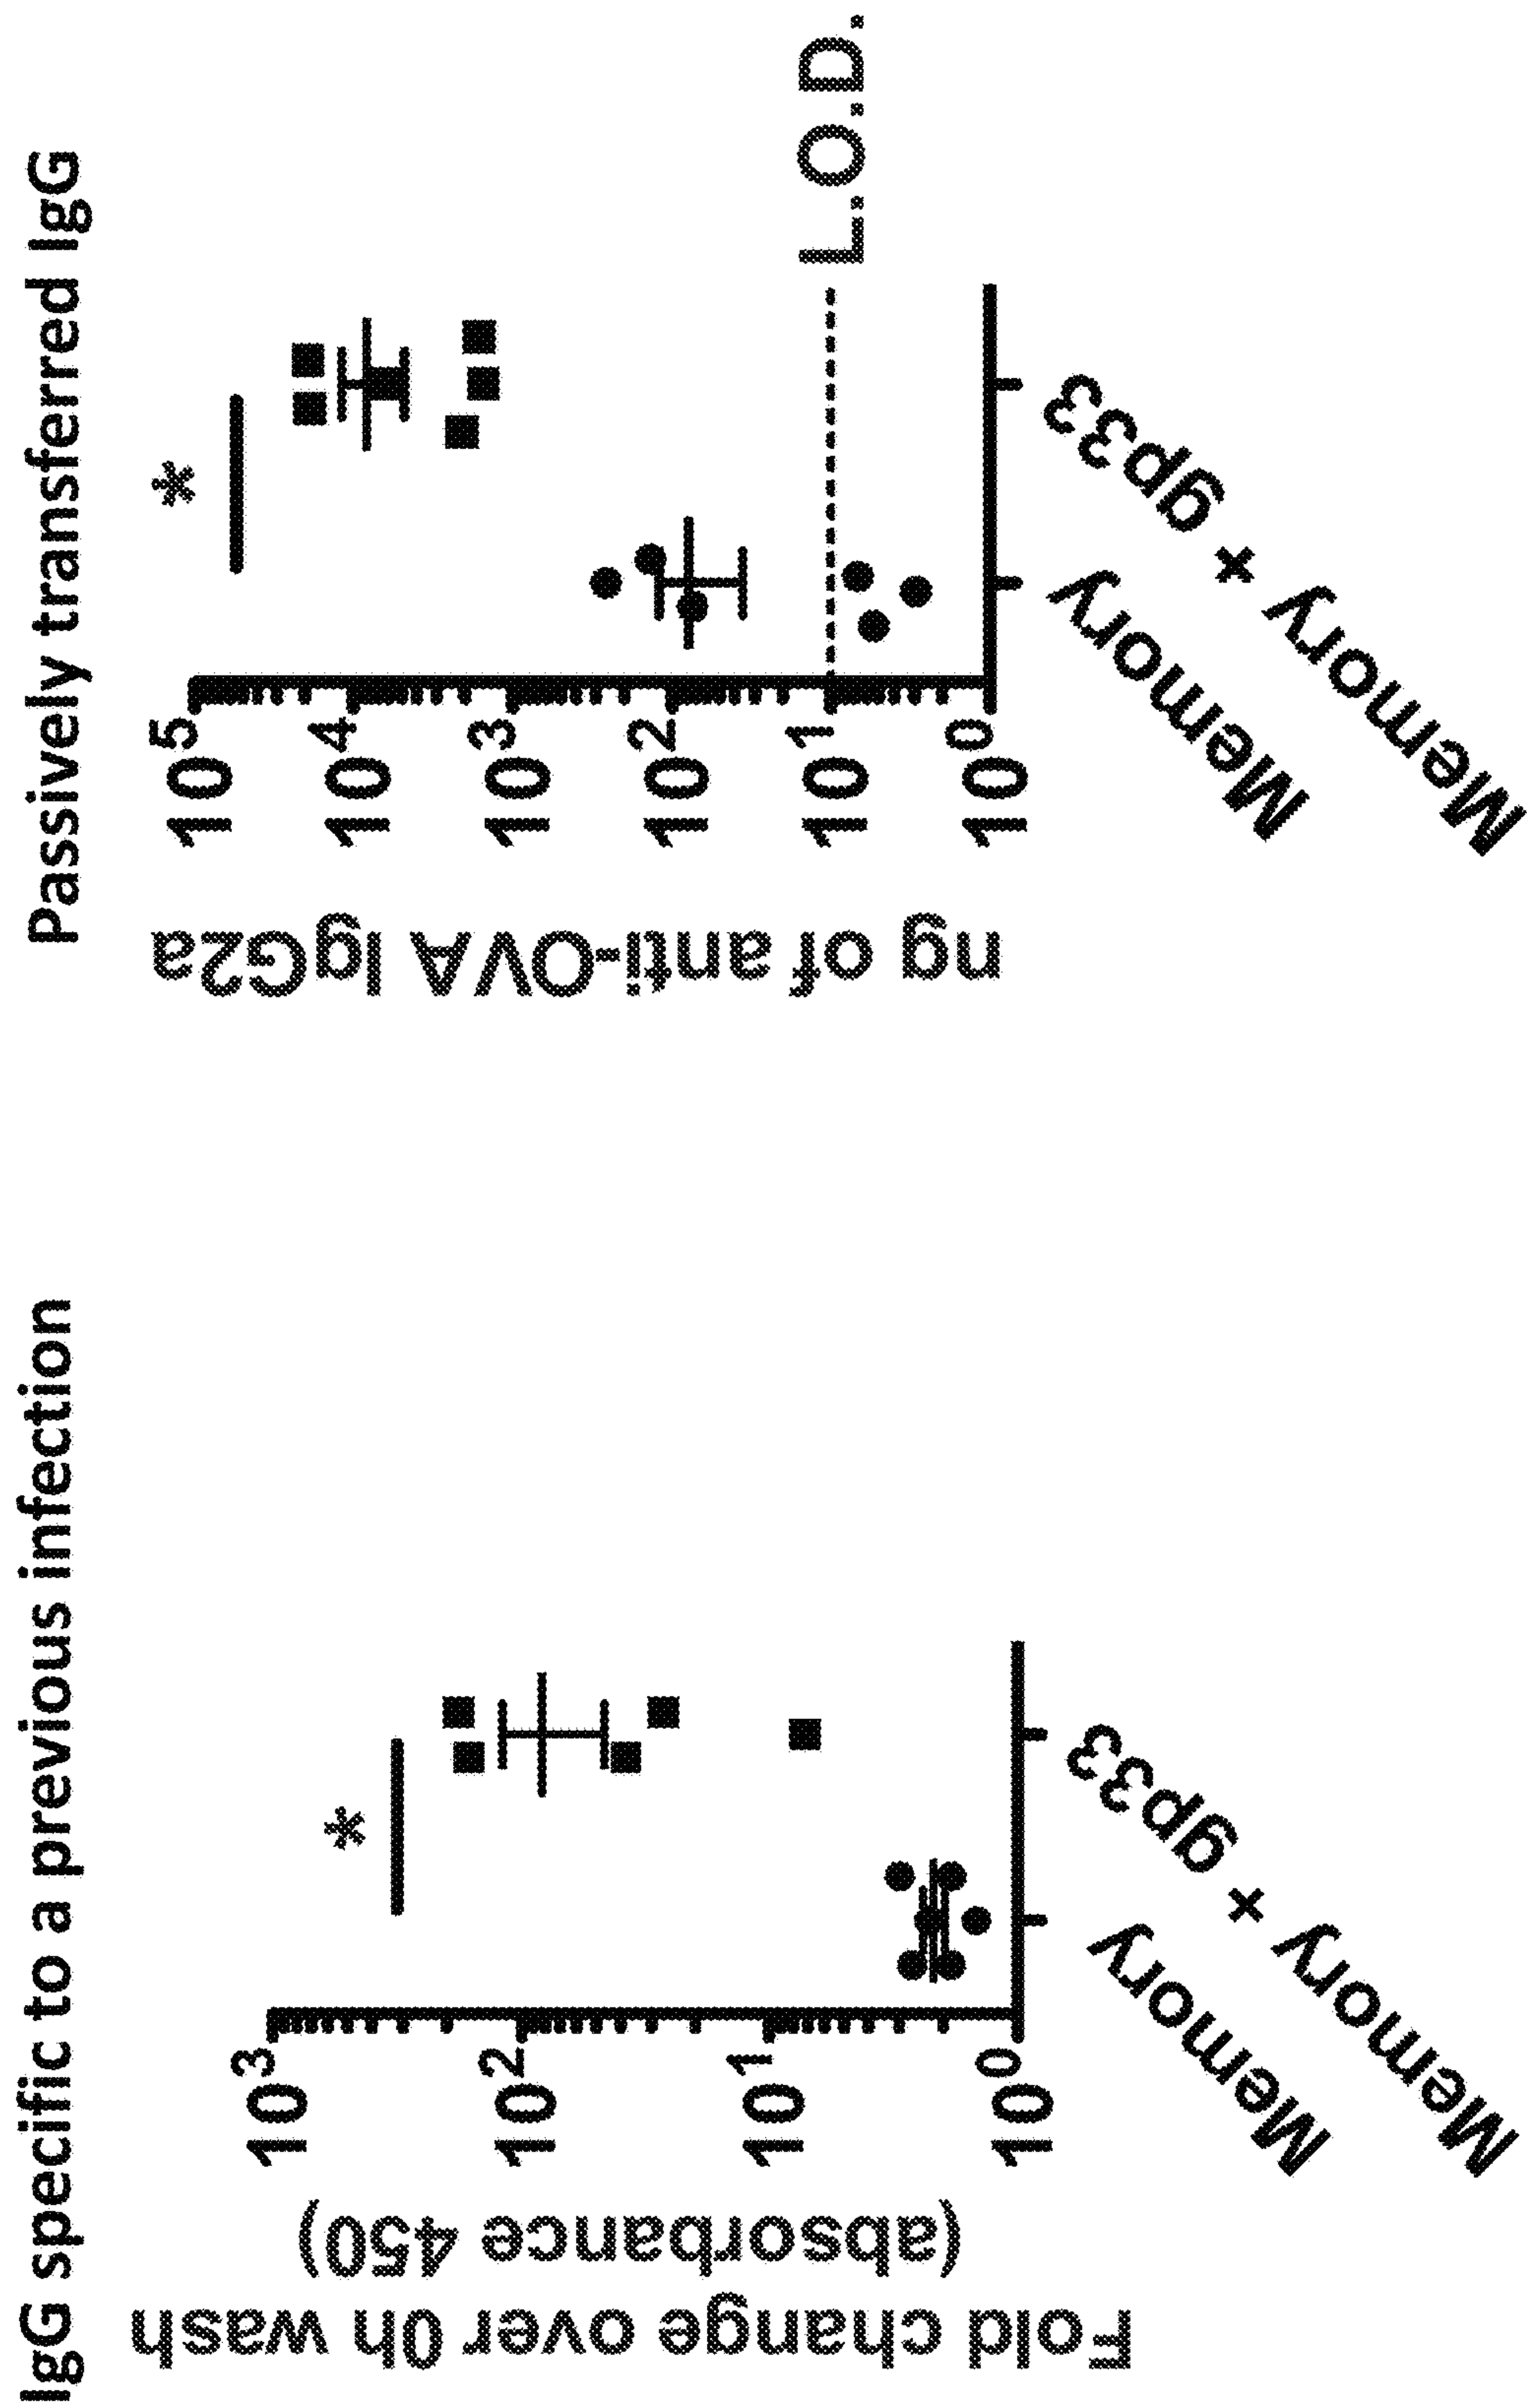 IgG specific to a previous infection
Fold change over 0h wash
(absorbance 450)
10³
10²
10¹
10⁰
*
Memory
Memory + gp33
Passively transferred IgG
ng of anti-OVA IgG2a
10⁵
10⁴
10³
10²
10¹
10⁰
*
L.O.D.
Memory
Memory + gp33